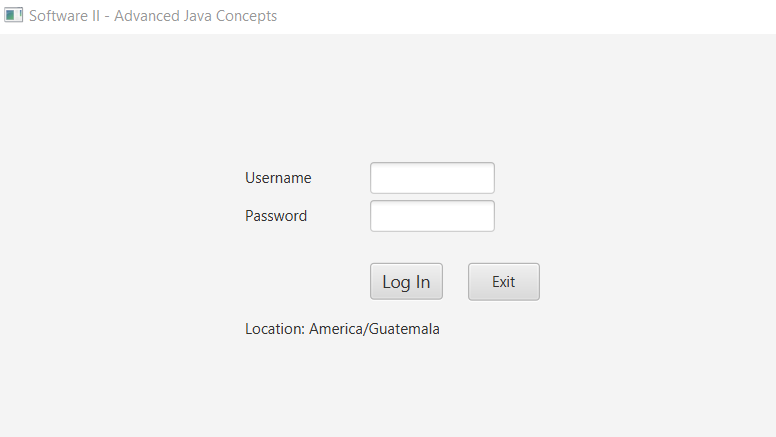 Software II - Advanced Java Concepts
Username
Password
Log In Exit
Location: America/Guatemala